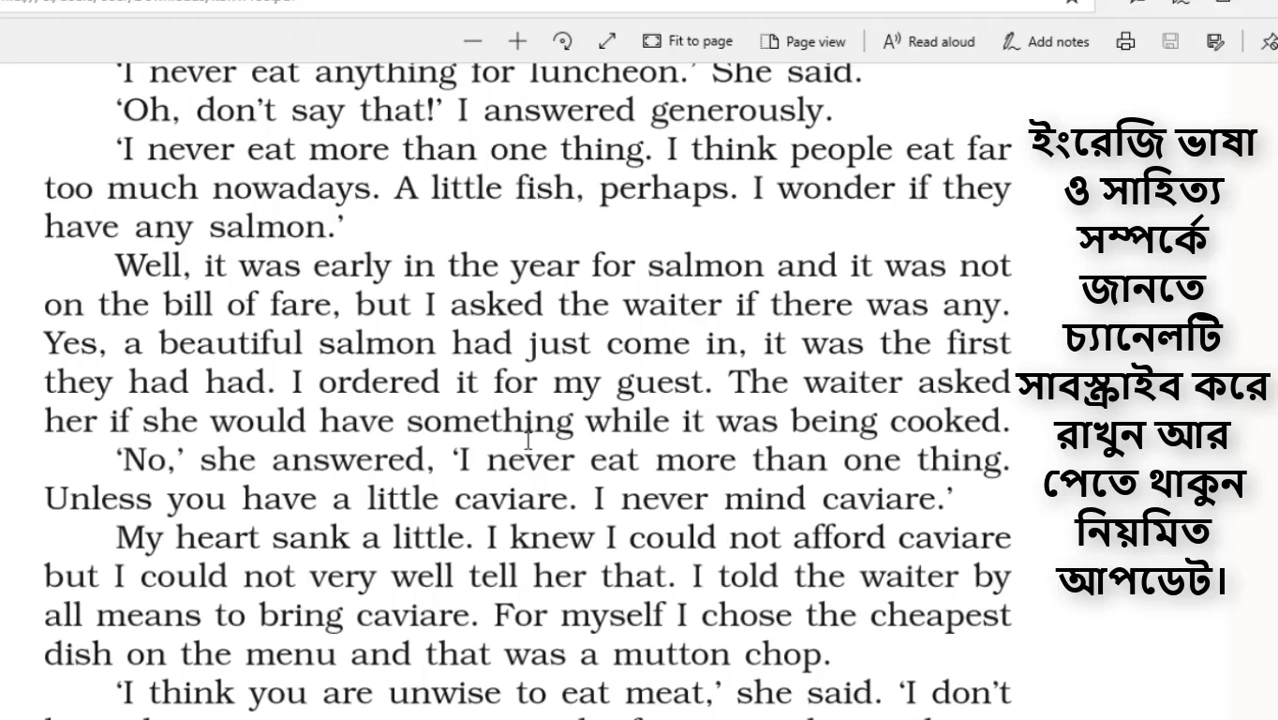 Fit to page
Page view
Read aloud
Add notes
‘I never eat anything for luncheon.’ She said.
‘Oh, don’t say that!’ I answered generously.
‘I never eat more than one thing. I think people eat far
too much nowadays. A little fish, perhaps. I wonder if they
have any salmon.’
Well, it was early in the year for salmon and it was not
on the bill of fare, but I asked the waiter if there was any.
Yes, a beautiful salmon had just come in, it was the first
they had had. I ordered it for my guest. The waiter asked
her if she would have something while it was being cooked.
‘No,’ she answered, ‘I never eat more than one thing.
Unless you have a little caviare. I never mind caviare.’
My heart sank a little. I knew I could not afford caviare
but I could not very well tell her that. I told the waiter by
all means to bring caviare. For myself I chose the cheapest
dish on the menu and that was a mutton chop.
‘I think you are unwise to eat meat,’ she said. ‘I don’t
ইংরেজি ভাষা
ও সাহিত্য
সম্পর্কে
জানতে
চ্যানেলটি
সাবস্ক্রাইব করে
রাখুন আর
পেতে থাকুন
নিয়মিত
আপডেট।